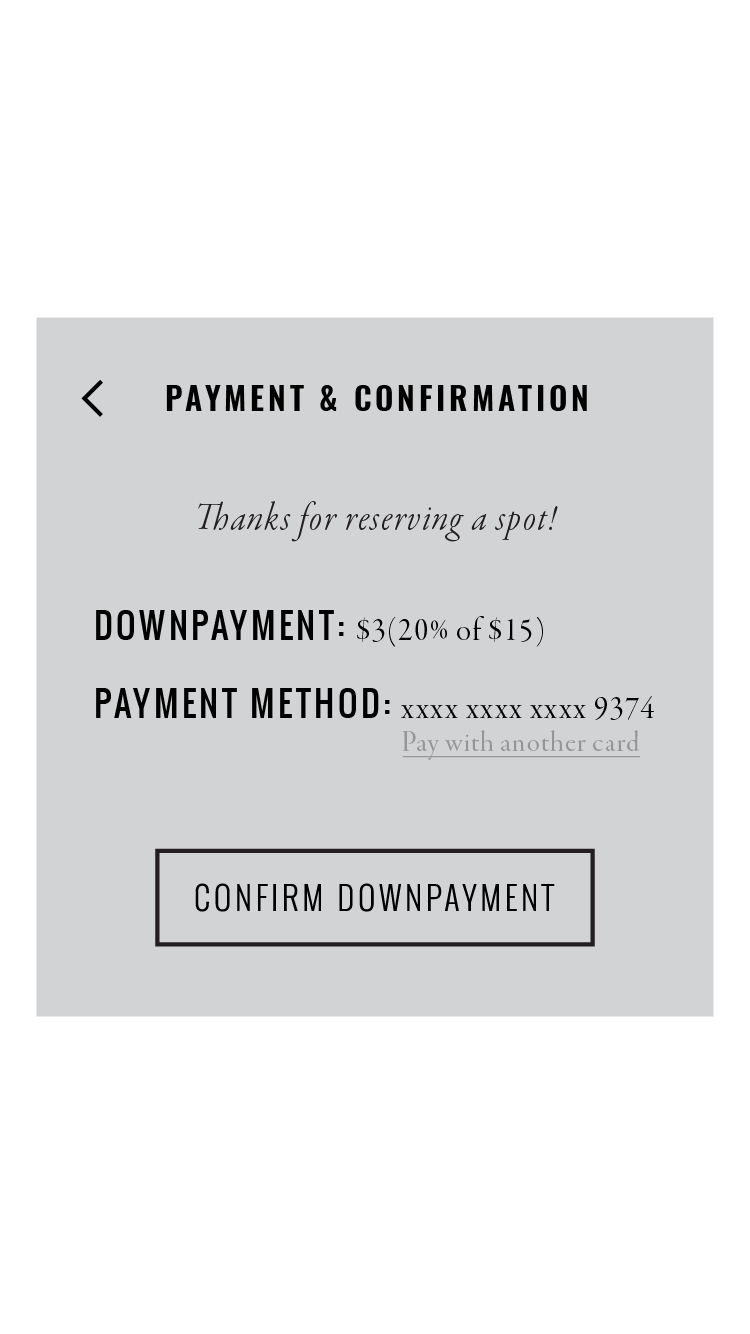 PAYMENT & CONFIRMATION
Thanks for reserving a spot!
DOWNPAYMENT: $3(20% of $15)
PAYMENT METHOD: xxxx xxxx xxxx 9374
Pay with another card
CONFIRM DOWNPAYMENT